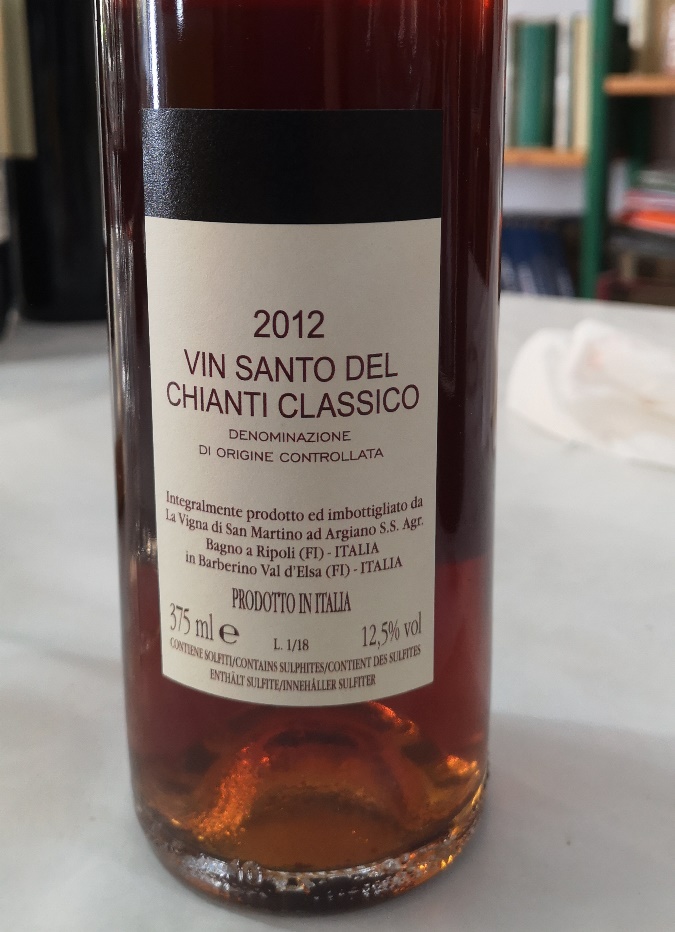 2012
VIN SANTO DEL
CHIANTI CLASSICO
DENOMINAZIONE
DI ORIGINE CONTROLLATA
Integralmente prodotto ed imbottigliato da
La Vigna di San Martino ad Argiano S.S. Agr.
Bagno a Ripoli (FI) - ITALIA
in Barberino Val d'Elsa (FI) - ITALIA
PRODOTTO IN ITALIA
375 ml e L. 1/18 12,5% vol
CONTIENE SOLFITI/CONTAINS SULPHITES/CONTIENT DES SULFITES
ENTHÄLT SULFITE/INNEHÅLLER SULFITER